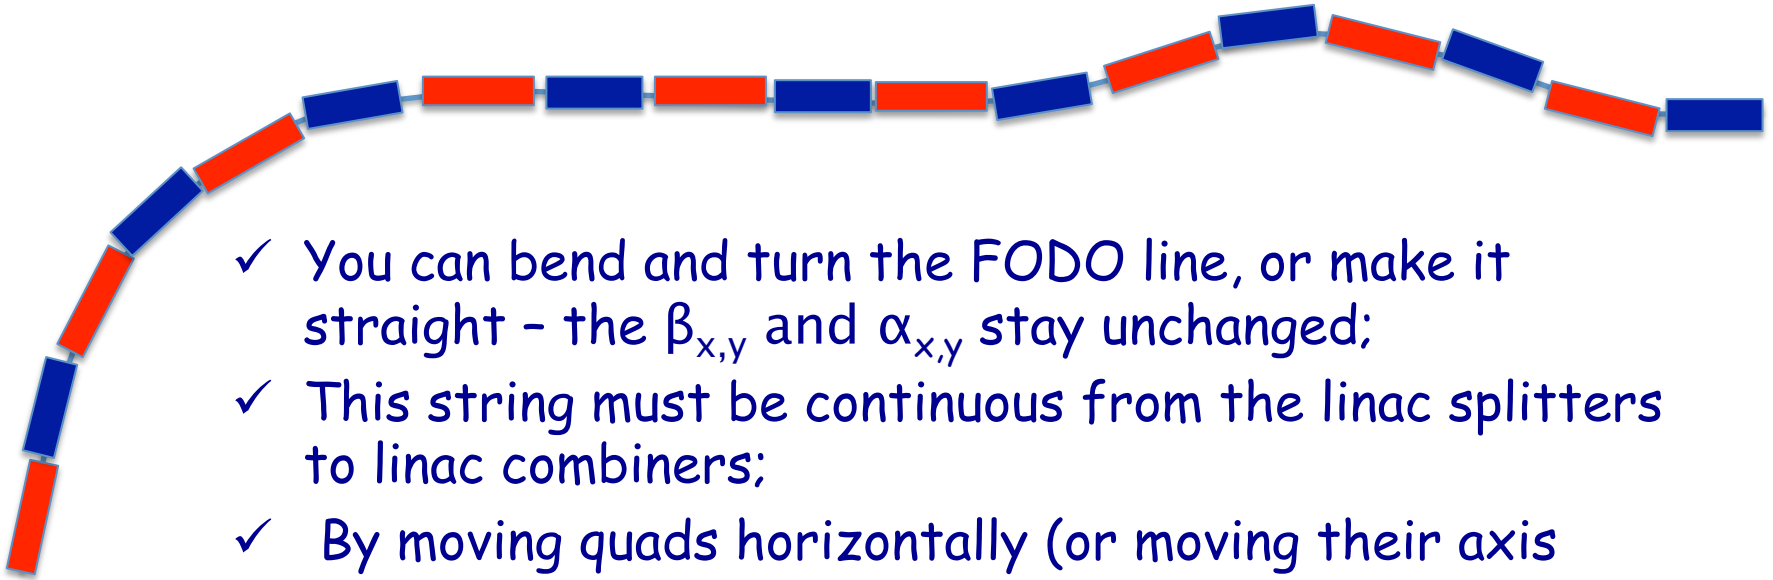 ✓ You can bend and turn the FODO line, or make it
straight – the βx,y and αx,y stay unchanged;
✓ This string must be continuous from the linac splitters
to linac combiners;
✓ By moving quads horizontally (or moving their axis